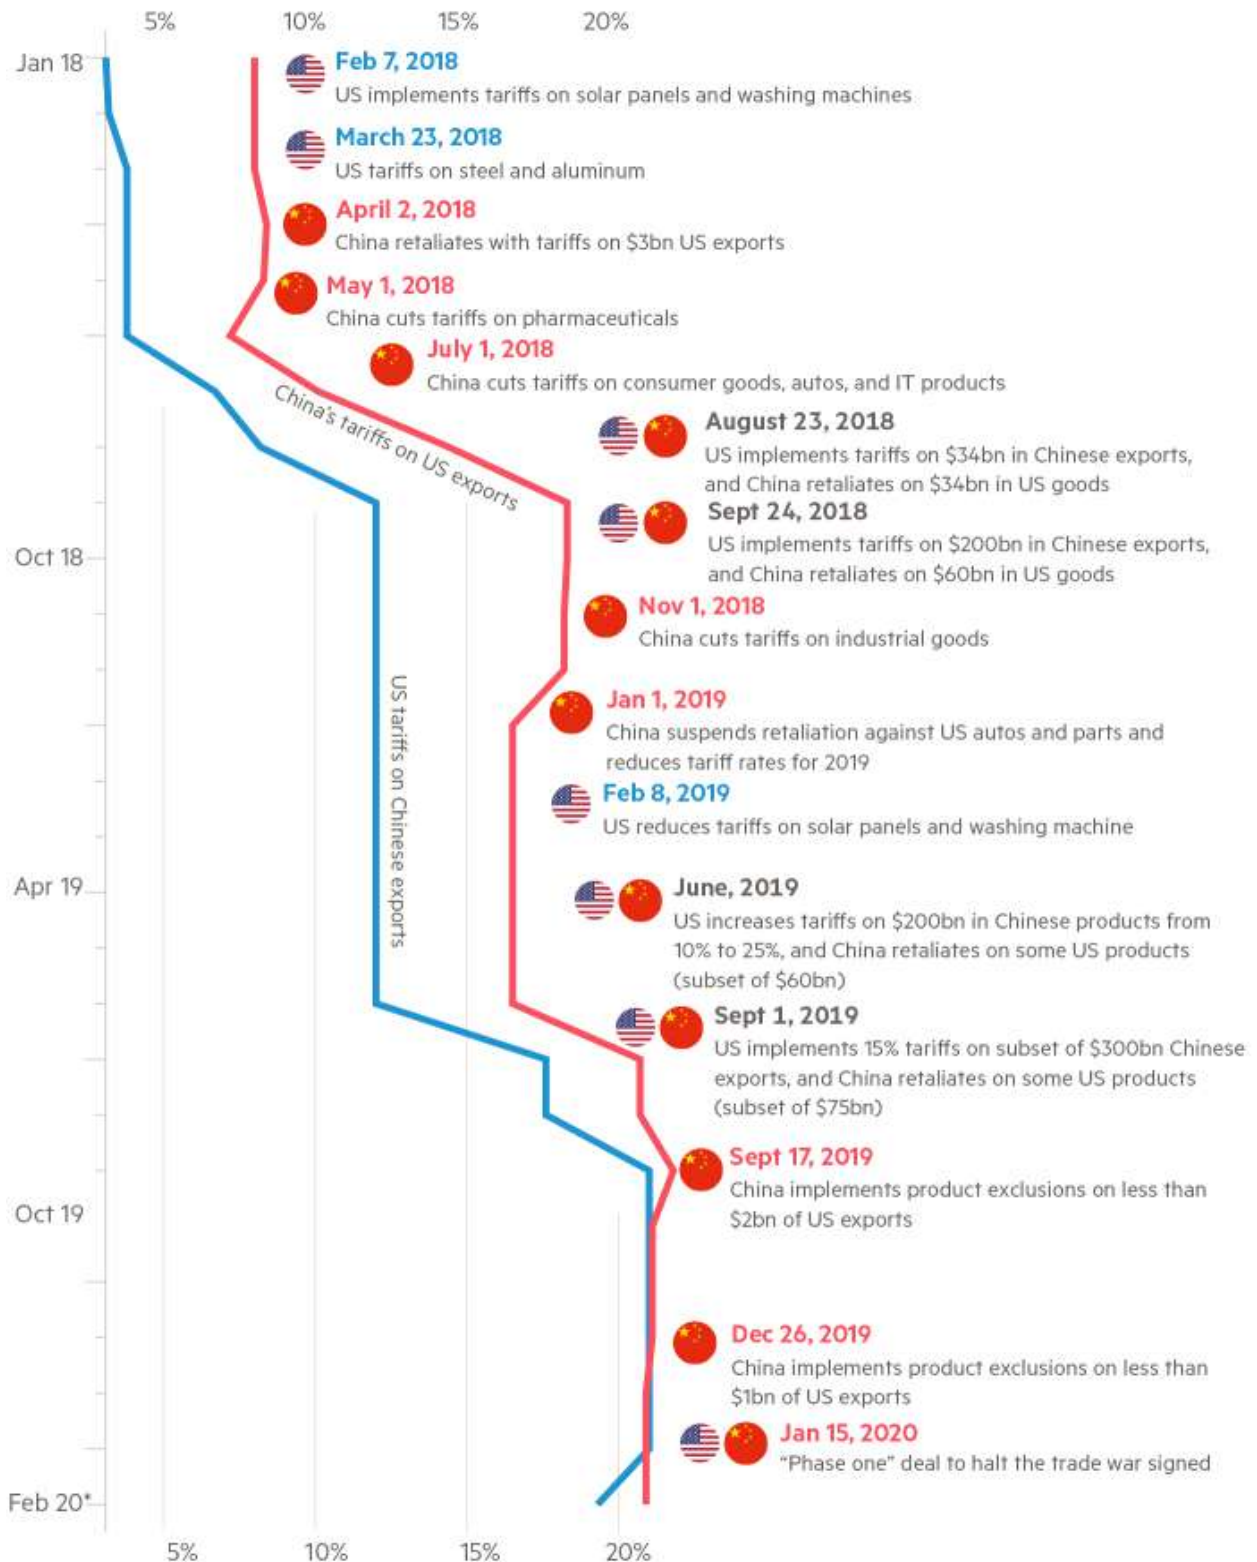 5% 10% 15% 20%
Jan 18
Feb 7, 2018
US implements tariffs on solar panels and washing machines
March 23, 2018
US tariffs on steel and aluminum
April 2, 2018
China retaliates with tariffs on $3bn US exports
May 1, 2018
China cuts tariffs on pharmaceuticals
July 1, 2018
China cuts tariffs on consumer goods, autos, and IT products
China's tariffs on US exports
August 23, 2018
US implements tariffs on $34bn in Chinese exports,
and China retaliates on $34bn in US goods
Sept 24, 2018
US implements tariffs on $200bn in Chinese exports,
and China retaliates on $60bn in US goods
Oct 18
Nov 1, 2018
China cuts tariffs on industrial goods
US tariffs on Chinese exports
Jan 1, 2019
China suspends retaliation against US autos and parts and
reduces tariff rates for 2019
Feb 8, 2019
US reduces tariffs on solar panels and washing machine
Apr 19
June, 2019
US increases tariffs on $200bn in Chinese products from
10% to 25%, and China retaliates on some US products
(subset of $60bn)
Sept 1, 2019
US implements 15% tariffs on subset of $300bn Chinese
exports, and China retaliates on some US products
(subset of $75bn)
Sept 17, 2019
China implements product exclusions on less than
$2bn of US exports
Oct 19
Dec 26, 2019
China implements product exclusions on less than
$1bn of US exports
Jan 15, 2020
"Phase one" deal to halt the trade war signed
Feb 20*
5% 10% 15% 20%